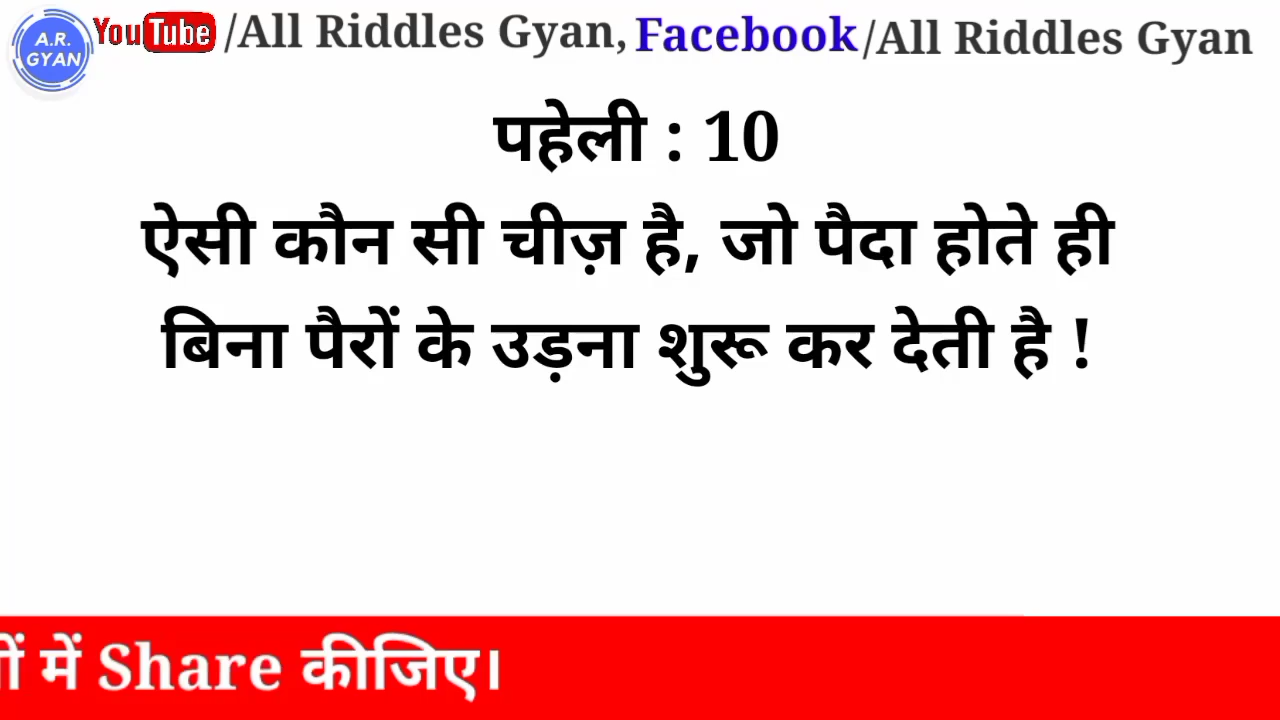 A.R.
GYAN
YouTube /All Riddles Gyan, Facebook /All Riddles Gyan
पहेली : 10
ऐसी कौन सी चीज़ है, जो पैदा होते ही
बिना पैरों के उड़ना शुरू कर देती है !
में Share कीजिए।